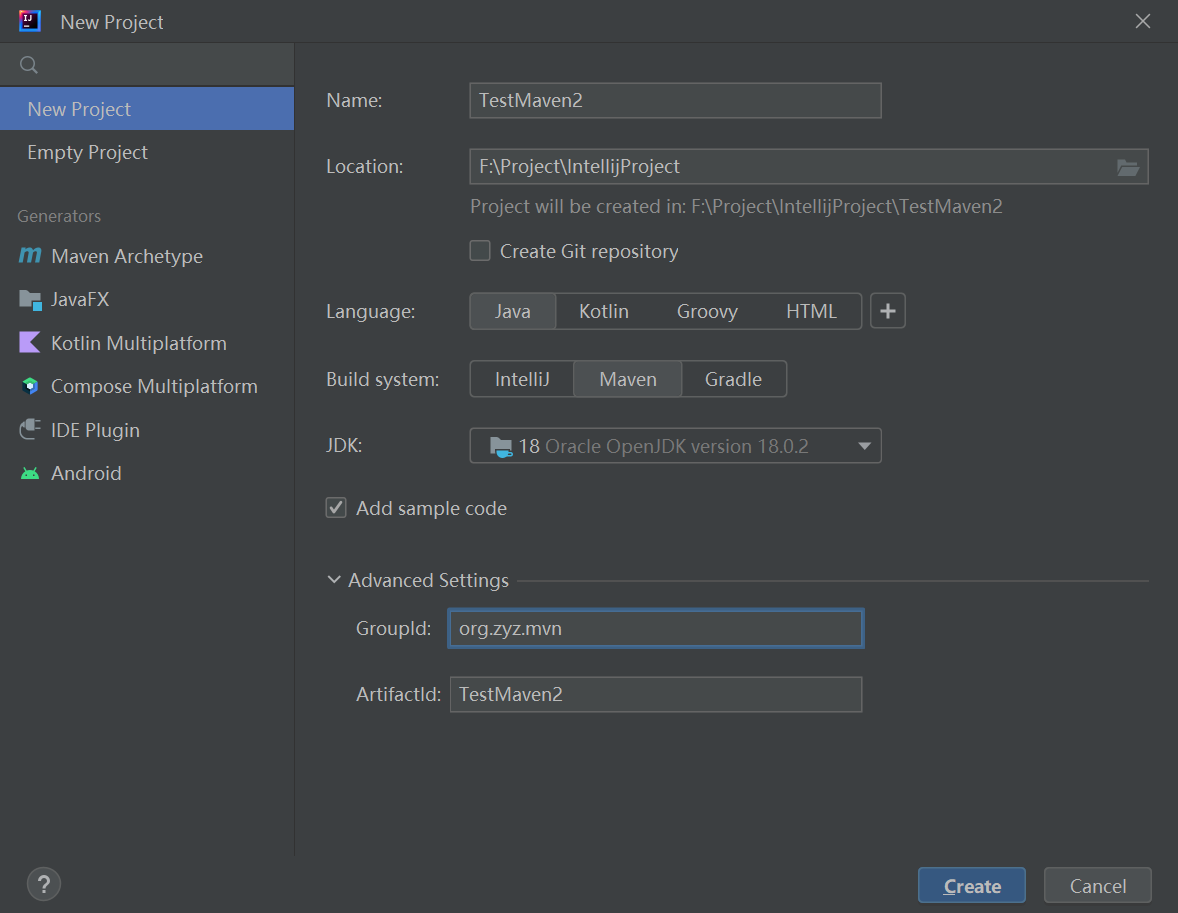 New Project
New Project
Empty Project
Generators
Maven Archetype
JavaFX
Kotlin Multiplatform
Compose Multiplatform
IDE Plugin
Android
Name: TestMaven2
Location: F:\Project\IntellijProject
Project will be created in: F:\Project\IntellijProject\TestMaven2
Create Git repository
Language: Java Kotlin Groovy HTML +
Build system: IntelliJ Maven Gradle
JDK: 18 Oracle OpenJDK version 18.0.2
Add sample code
Advanced Settings
GroupId: org.zyz.mvn
ArtifactId: TestMaven2
? Create Cancel